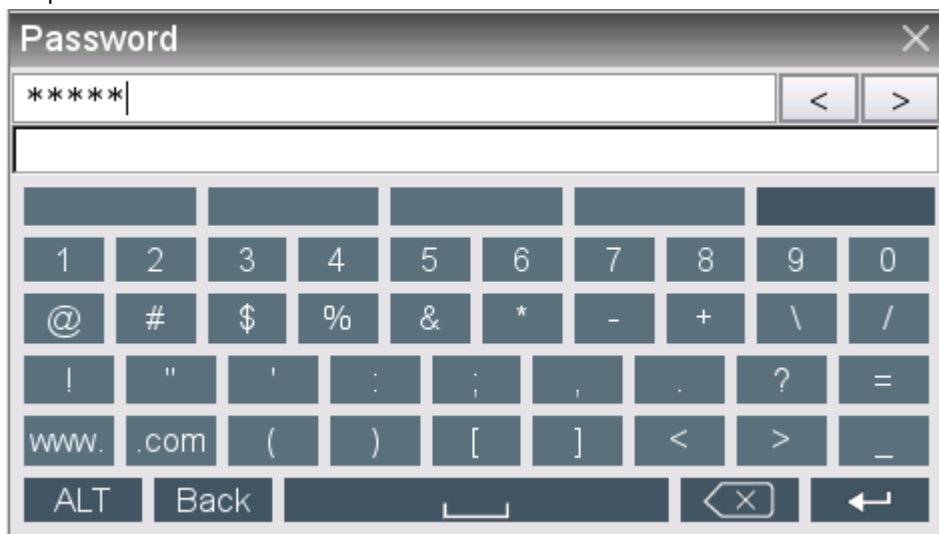 Password
*****
< >
1 2 3 4 5 6 7 8 9 0
@ # $ % & * - + \ /
! " ' : ; , . ? =
www. .com ( ) [ ] < > _
ALT Back